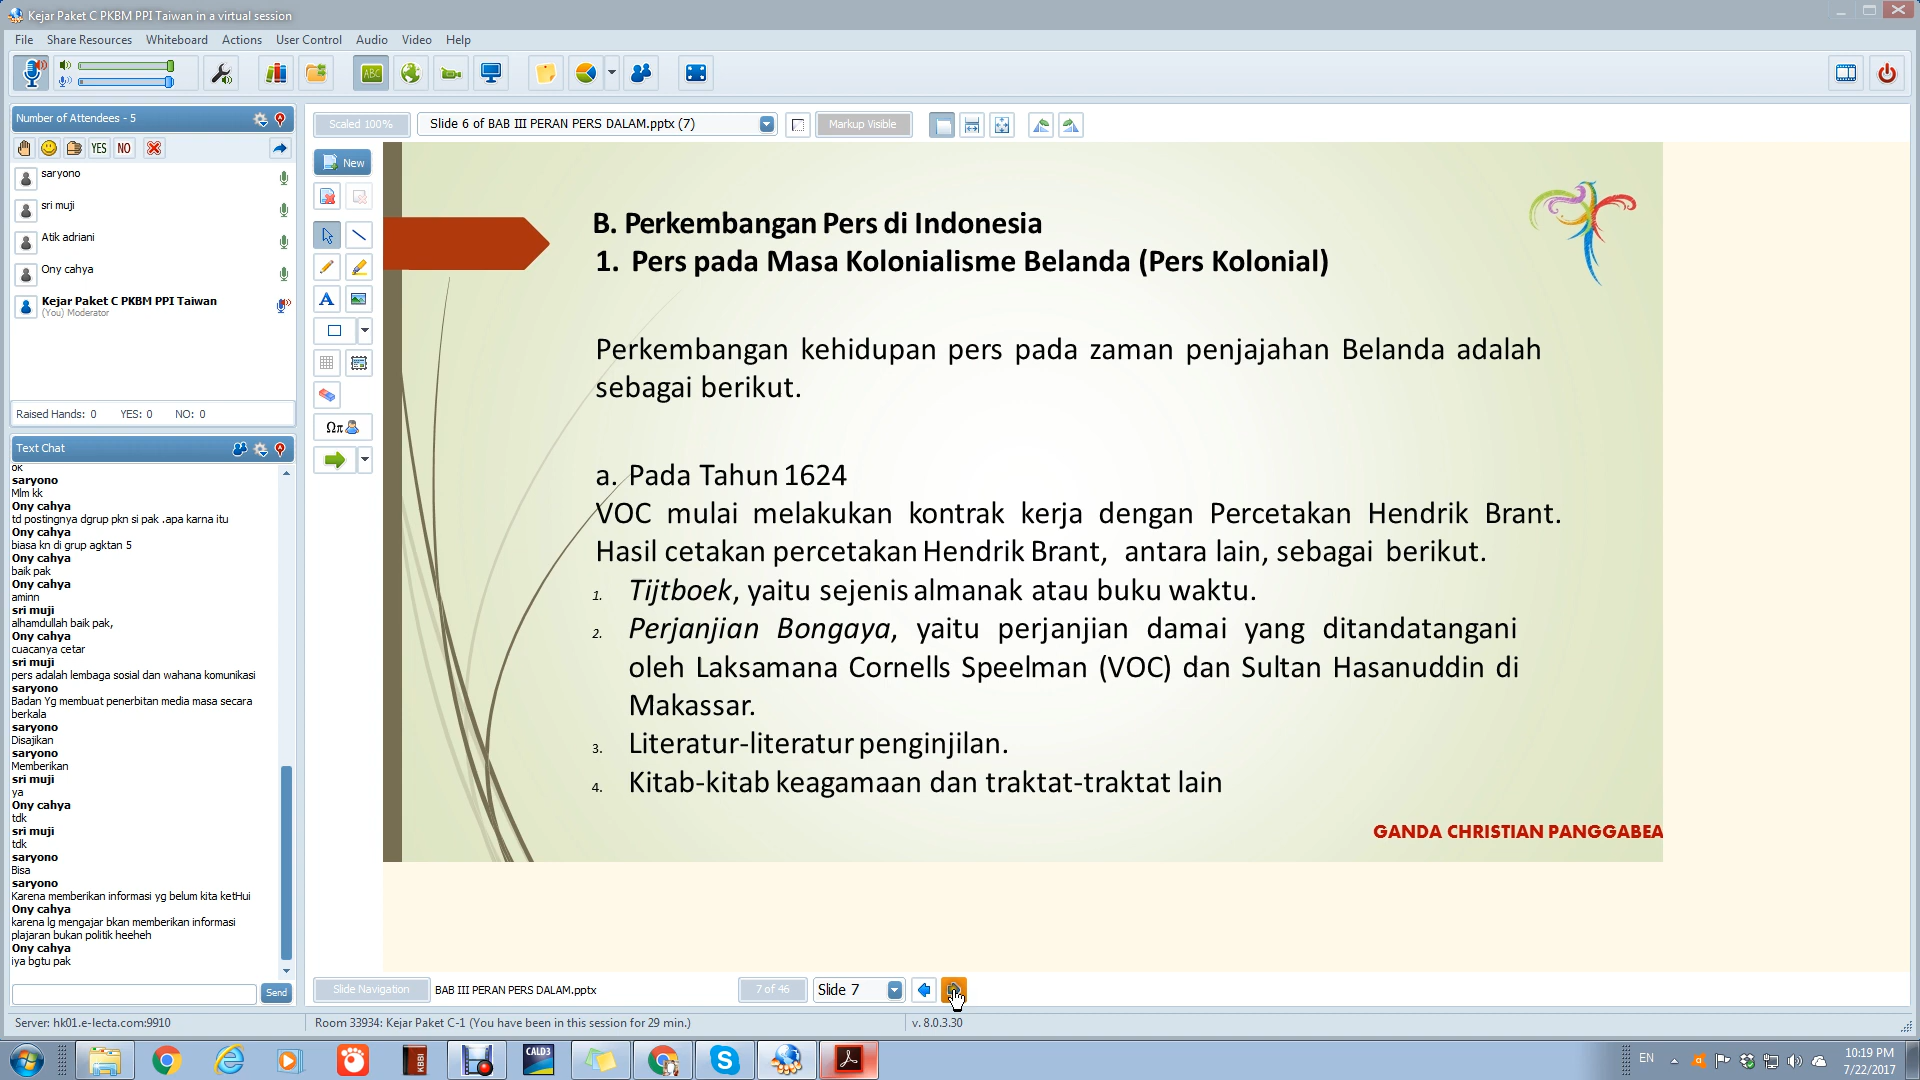 Kejar Paket C PKBM PPI Taiwan in a virtual session
File Share Resources Whiteboard Actions User Control Audio Video Help
ABC
Number of Attendees - 5
YES NO
saryono
sri muji
Atik adriani
Ony cahya
Kejar Paket C PKBM PPI Taiwan
(You) Moderator
Raised Hands: 0 YES: 0 NO: 0
Text Chat
ok
saryono
Mlm kk
Ony cahya
td postingnya dgrup pkn si pak .apa karna itu
Ony cahya
biasa kn di grup agktan 5
Ony cahya
baik pak
Ony cahya
aminn
sri muji
alhamdullah baik pak,
Ony cahya
cuacanya cetar
sri muji
pers adalah lembaga sosial dan wahana komunikasi
saryono
Badan Yg membuat penerbitan media masa secara
berkala
saryono
Disajikan
saryono
Memberikan
sri muji
ya
Ony cahya
tdk
sri muji
tdk
saryono
Bisa
saryono
Karena memberikan informasi yg belum kita ketHui
Ony cahya
karena lg mengajar bkan memberikan informasi
plajaran bukan politik heeheh
Ony cahya
iya bgtu pak
Send
Scaled 100%
Slide 6 of BAB III PERAN PERS DALAM.pptx (7)
Markup Visible
New
A
Ωπ
B. Perkembangan Pers di Indonesia
1. Pers pada Masa Kolonialisme Belanda (Pers Kolonial)
Perkembangan kehidupan pers pada zaman penjajahan Belanda adalah
sebagai berikut.
a. Pada Tahun 1624
VOC mulai melakukan kontrak kerja dengan Percetakan Hendrik Brant.
Hasil cetakan percetakan Hendrik Brant, antara lain, sebagai berikut.
1. Tijtboek, yaitu sejenis almanak atau buku waktu.
2. Perjanjian Bongaya, yaitu perjanjian damai yang ditandatangani
oleh Laksamana Cornells Speelman (VOC) dan Sultan Hasanuddin di
Makassar.
3. Literatur-literatur penginjilan.
4. Kitab-kitab keagamaan dan traktat-traktat lain
GANDA CHRISTIAN PANGGABEA
Slide Navigation
BAB III PERAN PERS DALAM.pptx
7 of 46
Slide 7
Server: hk01.e-lecta.com:9910
Room 33934: Kejar Paket C-1 (You have been in this session for 29 min.)
v. 8.0.3.30
KBBI
CALD3
EN
10:19 PM
7/22/2017